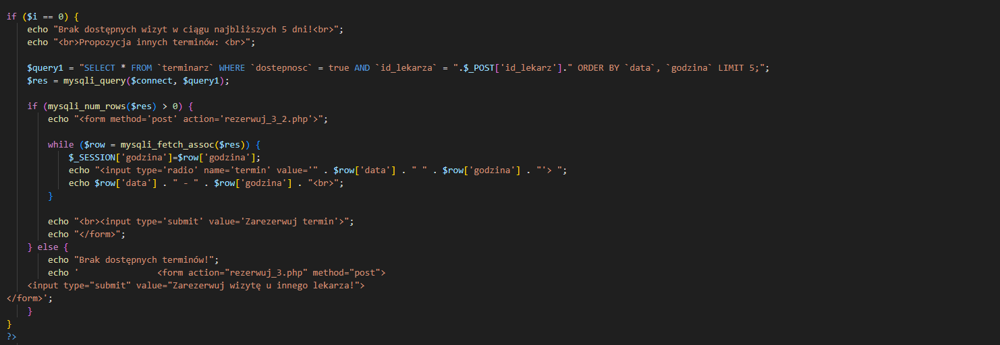 if ($i == 0) {
    echo "Brak dostępnych wizyt w ciągu najbliższych 5 dni!<br>";
    echo "<br>Propozycja innych terminów: <br>";

    $query1 = "SELECT * FROM `terminarz` WHERE `dostepnosc` = true AND `id_lekarza` = ".$_POST['id_lekarz']." ORDER BY `data`, `godzina` LIMIT 5;";
    $res = mysqli_query($connect, $query1);

    if (mysqli_num_rows($res) > 0) {
        echo "<form method='post' action='rezerwuj_3_2.php'>";

        while ($row = mysqli_fetch_assoc($res)) {
            $_SESSION['godzina']=$row['godzina'];
            echo "<input type='radio' name='termin' value='" . $row['data'] . " " . $row['godzina'] . "'> ";
            echo $row['data'] . " - " . $row['godzina'] . "<br>";
        }

        echo "<br><input type='submit' value='Zarezerwuj termin'>";
        echo "</form>";
    } else {
        echo "Brak dostępnych terminów!";
        echo '               <form action="rezerwuj_3.php" method="post">
    <input type="submit" value="Zarezerwuj wizytę u innego lekarza!">
</form>';
    }
}
?>